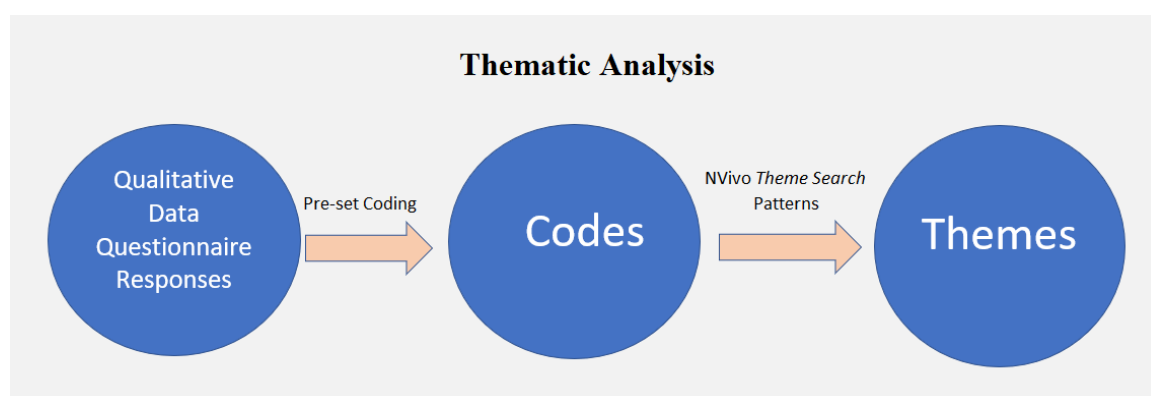 Thematic Analysis
Qualitative
Data
Questionnaire
Responses
Pre-set Coding
Codes
NVivo Theme Search
Patterns
Themes